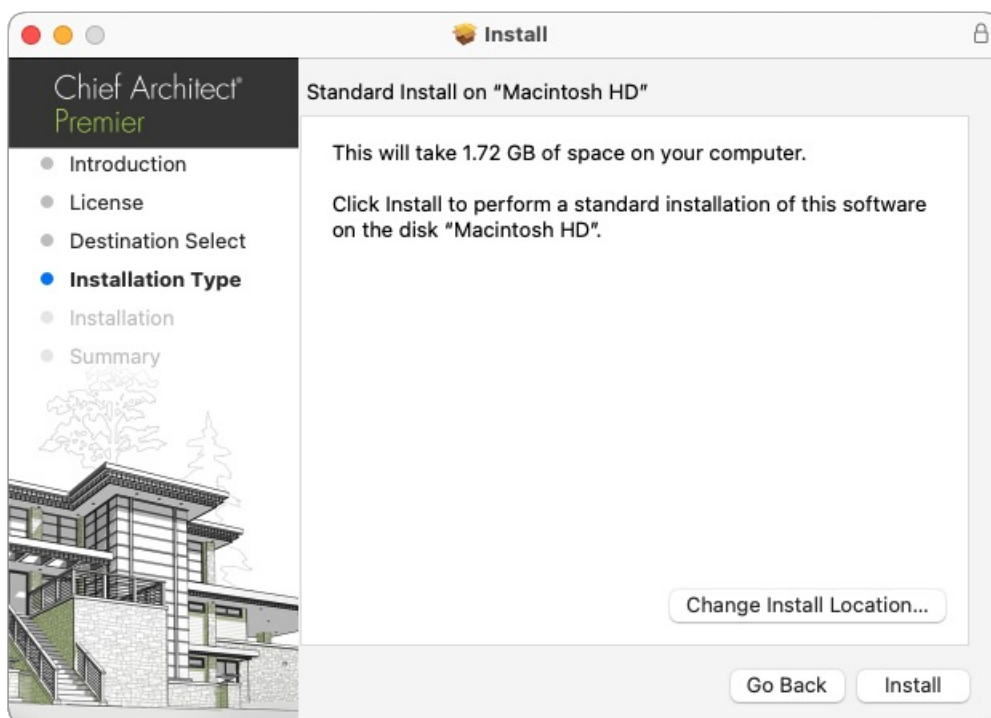 Install
Chief Architect®
Premier
Introduction
License
Destination Select
Installation Type
Installation
Summary
Standard Install on “Macintosh HD”
This will take 1.72 GB of space on your computer.
Click Install to perform a standard installation of this software
on the disk “Macintosh HD”.
Change Install Location...
Go Back
Install